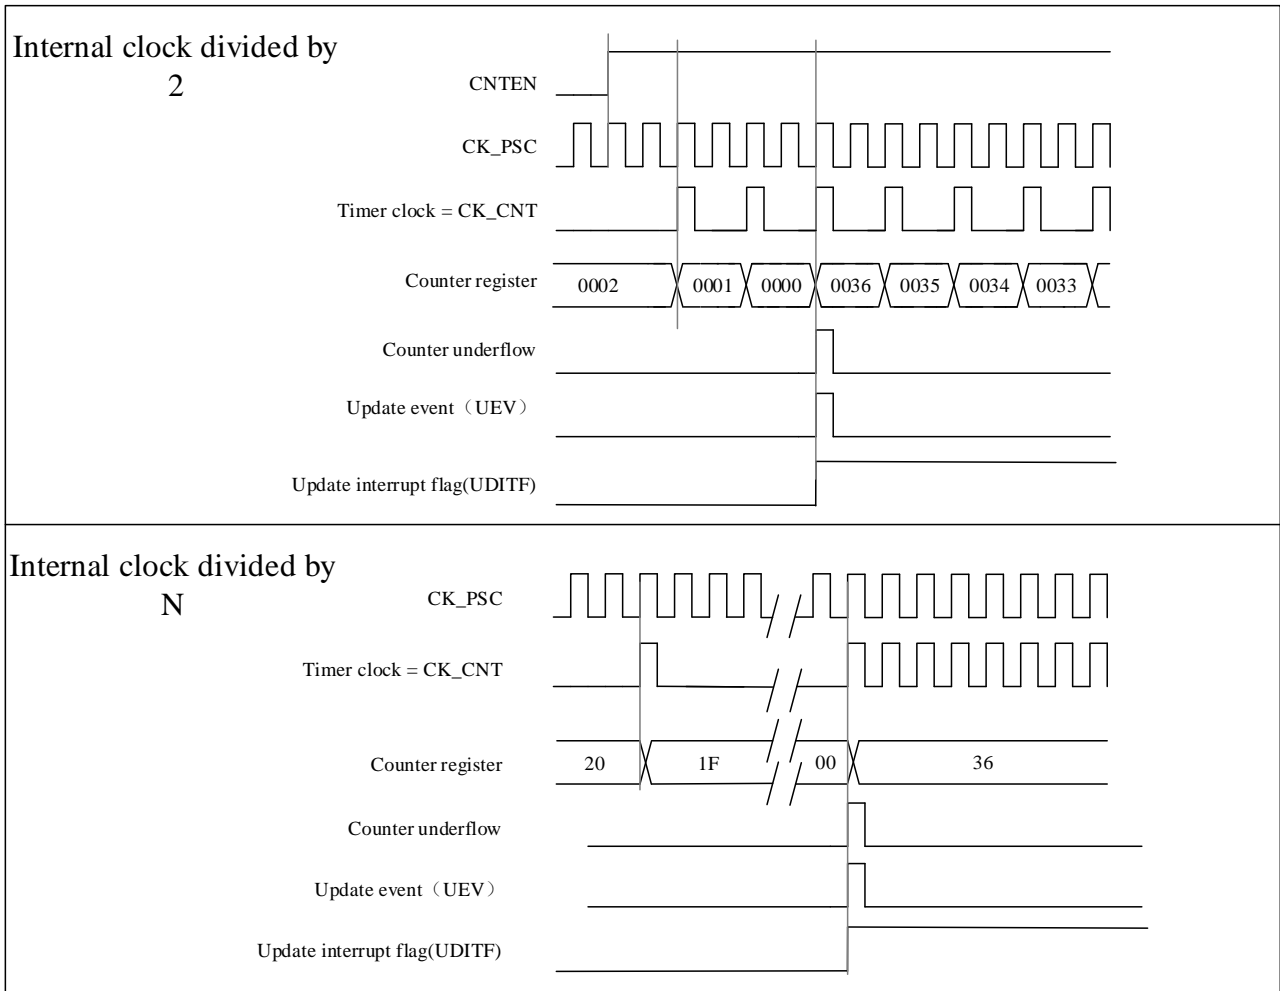 Internal clock divided by
2
CNTEN
CK_PSC
Timer clock = CK_CNT
Counter register
0002 0001 0000 0036 0035 0034 0033
Counter underflow
Update event（UEV）
Update interrupt flag(UDITF)
Internal clock divided by
N
CK_PSC
Timer clock = CK_CNT
Counter register
20 1F 00 36
Counter underflow
Update event（UEV）
Update interrupt flag(UDITF)